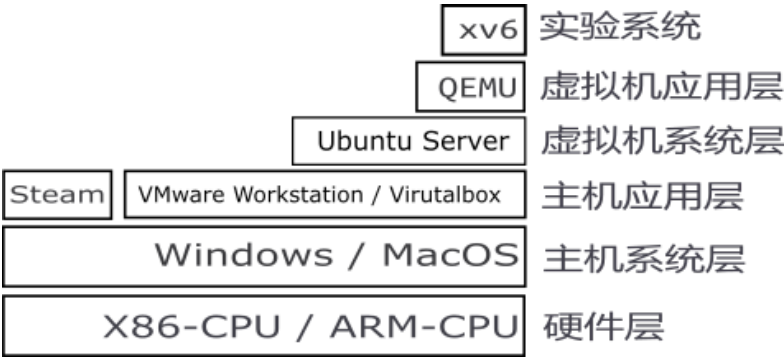 xv6 实验系统
QEMU 虚拟机应用层
Ubuntu Server 虚拟机系统层
Steam VMware Workstation / Virutalbox 主机应用层
Windows / MacOS 主机系统层
X86-CPU / ARM-CPU 硬件层